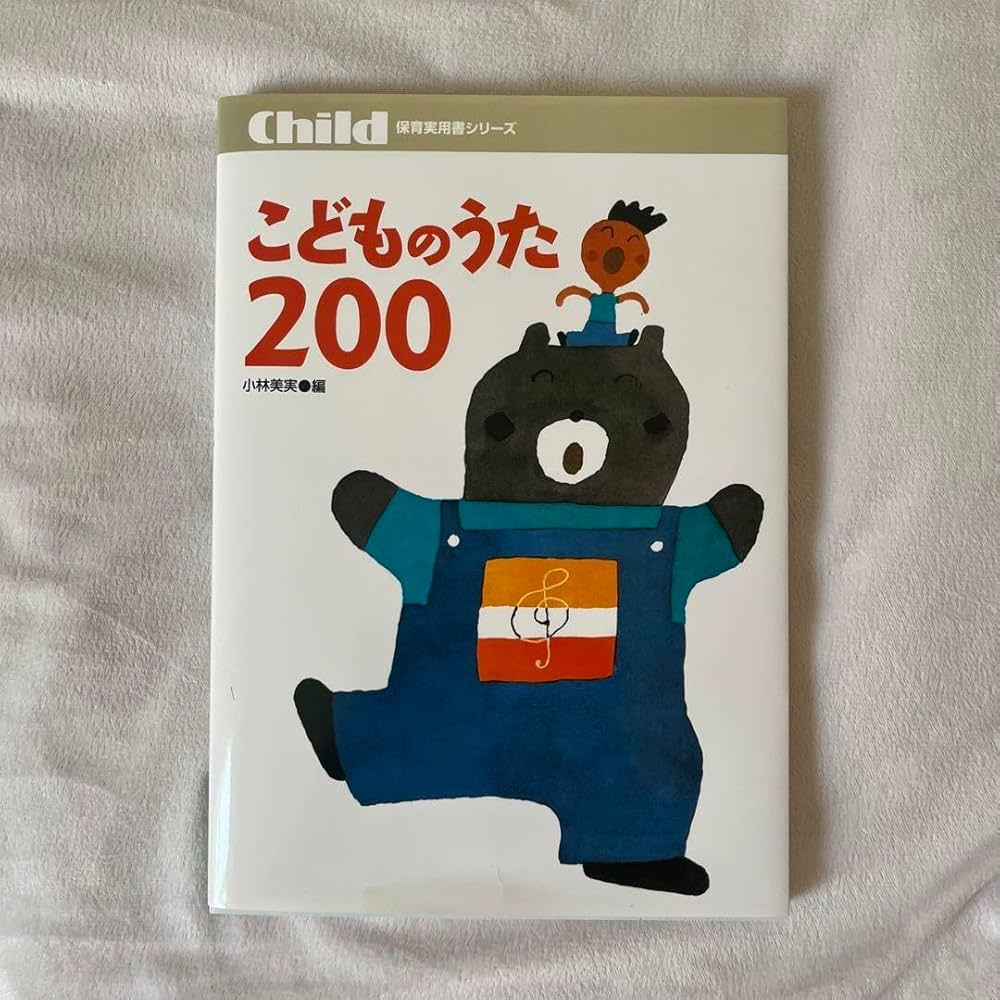 Child 保育実用書シリーズ
こどものうた
200
小林美実●編